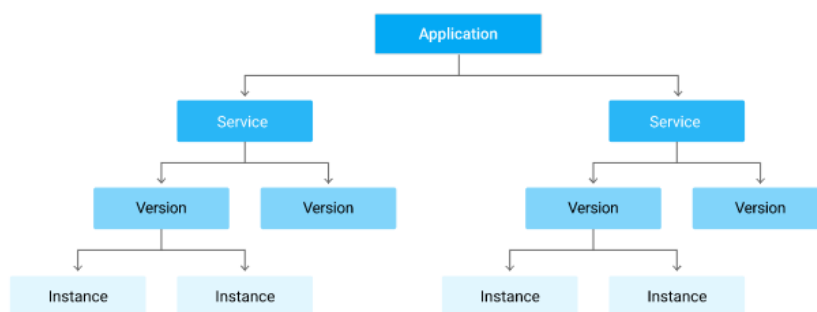 Application
Service
Service
Version
Version
Version
Version
Instance
Instance
Instance
Instance